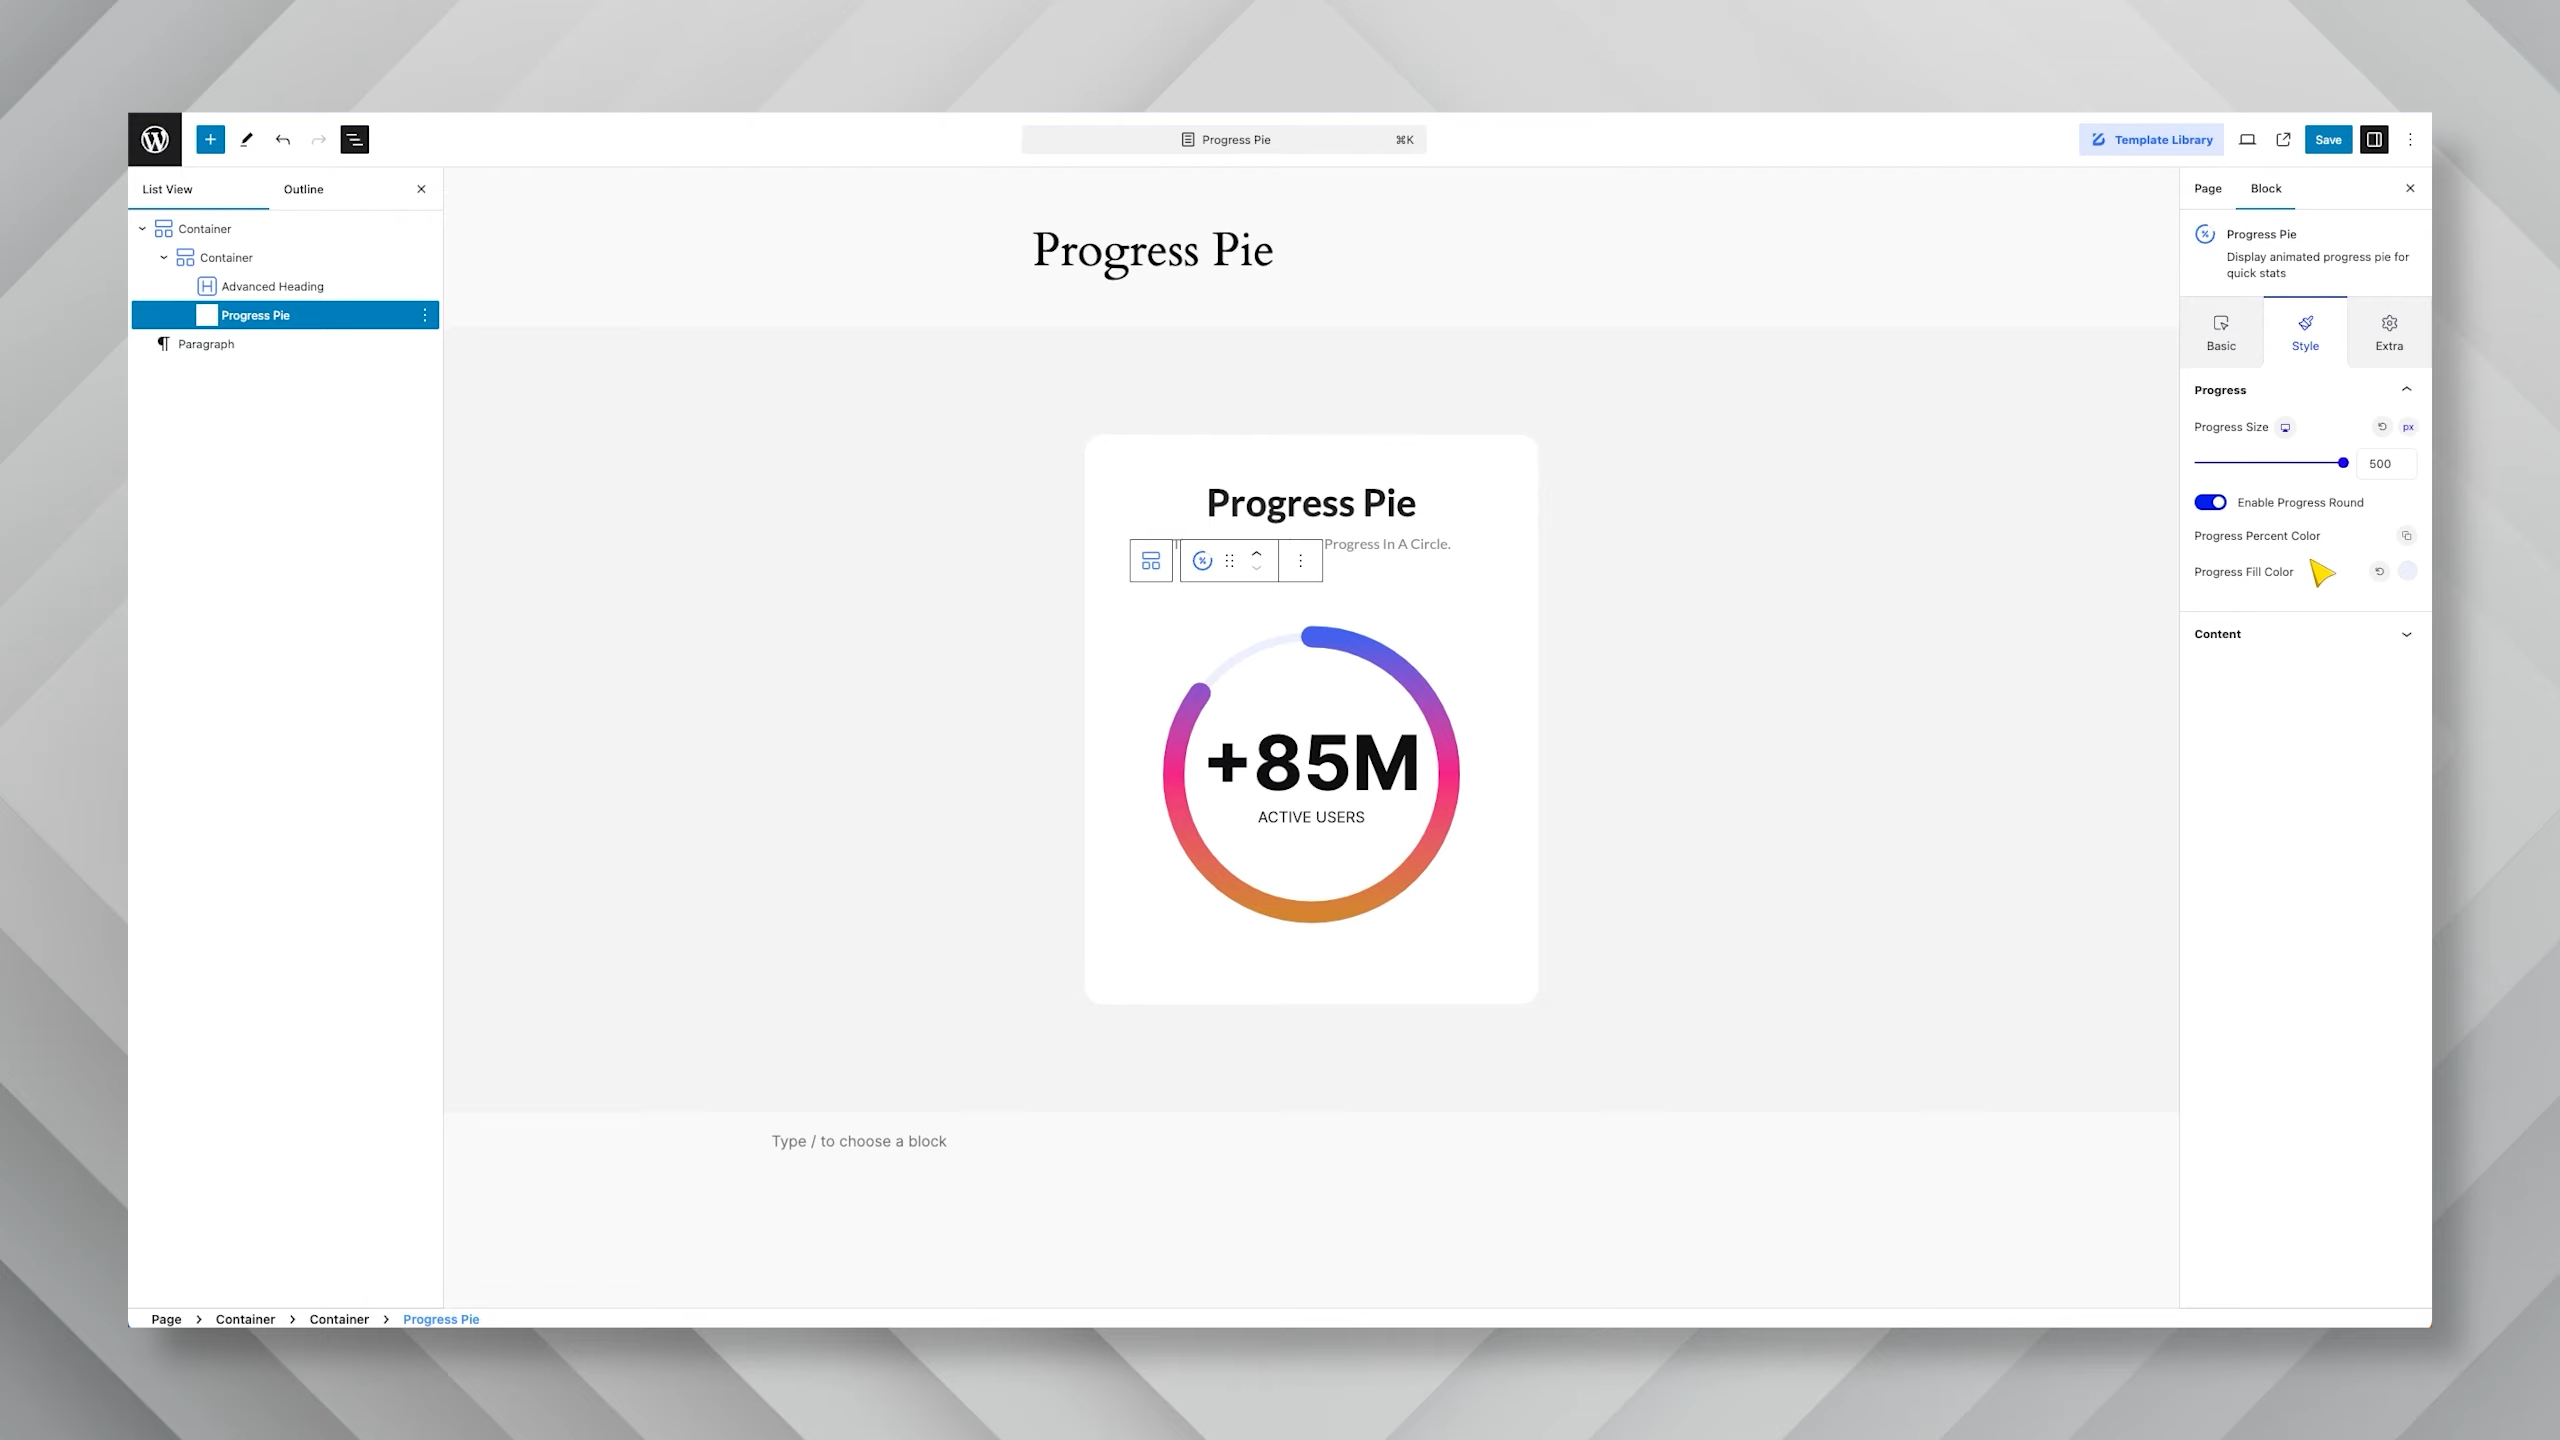 Progress Pie ⌘K
Template Library
Save
List View Outline
Container
Container
Advanced Heading
Progress Pie
Paragraph
Progress Pie
Progress Pie
Progress In A Circle.
+85M
ACTIVE USERS
Type / to choose a block
Page Block
Progress Pie
Display animated progress pie for
quick stats
Basic Style Extra
Progress
Progress Size px
500
Enable Progress Round
Progress Percent Color
Progress Fill Color
Content
Page > Container > Container > Progress Pie